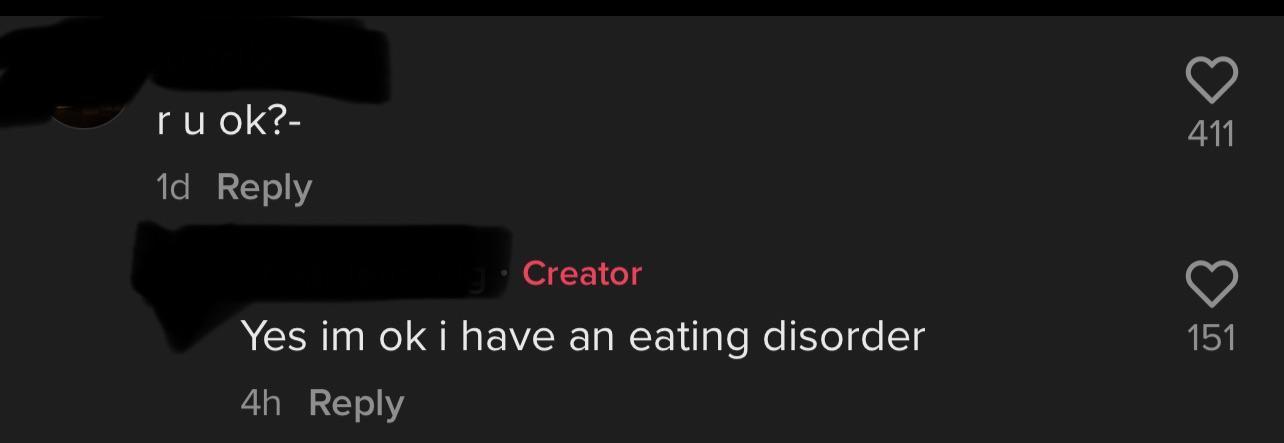 r u ok?-
411
1d Reply
· Creator
Yes im ok i have an eating disorder
151
4h Reply